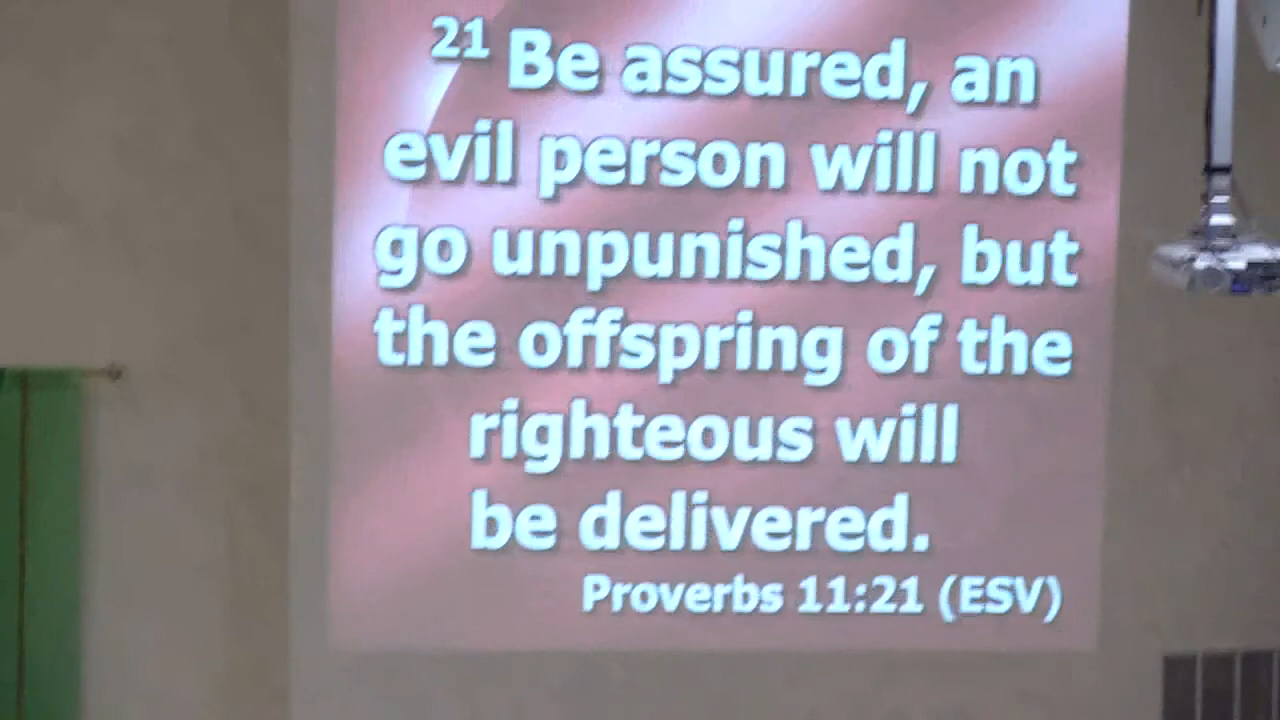 21 Be assured, an
evil person will not
go unpunished, but
the offspring of the
righteous will
be delivered.
Proverbs 11:21 (ESV)